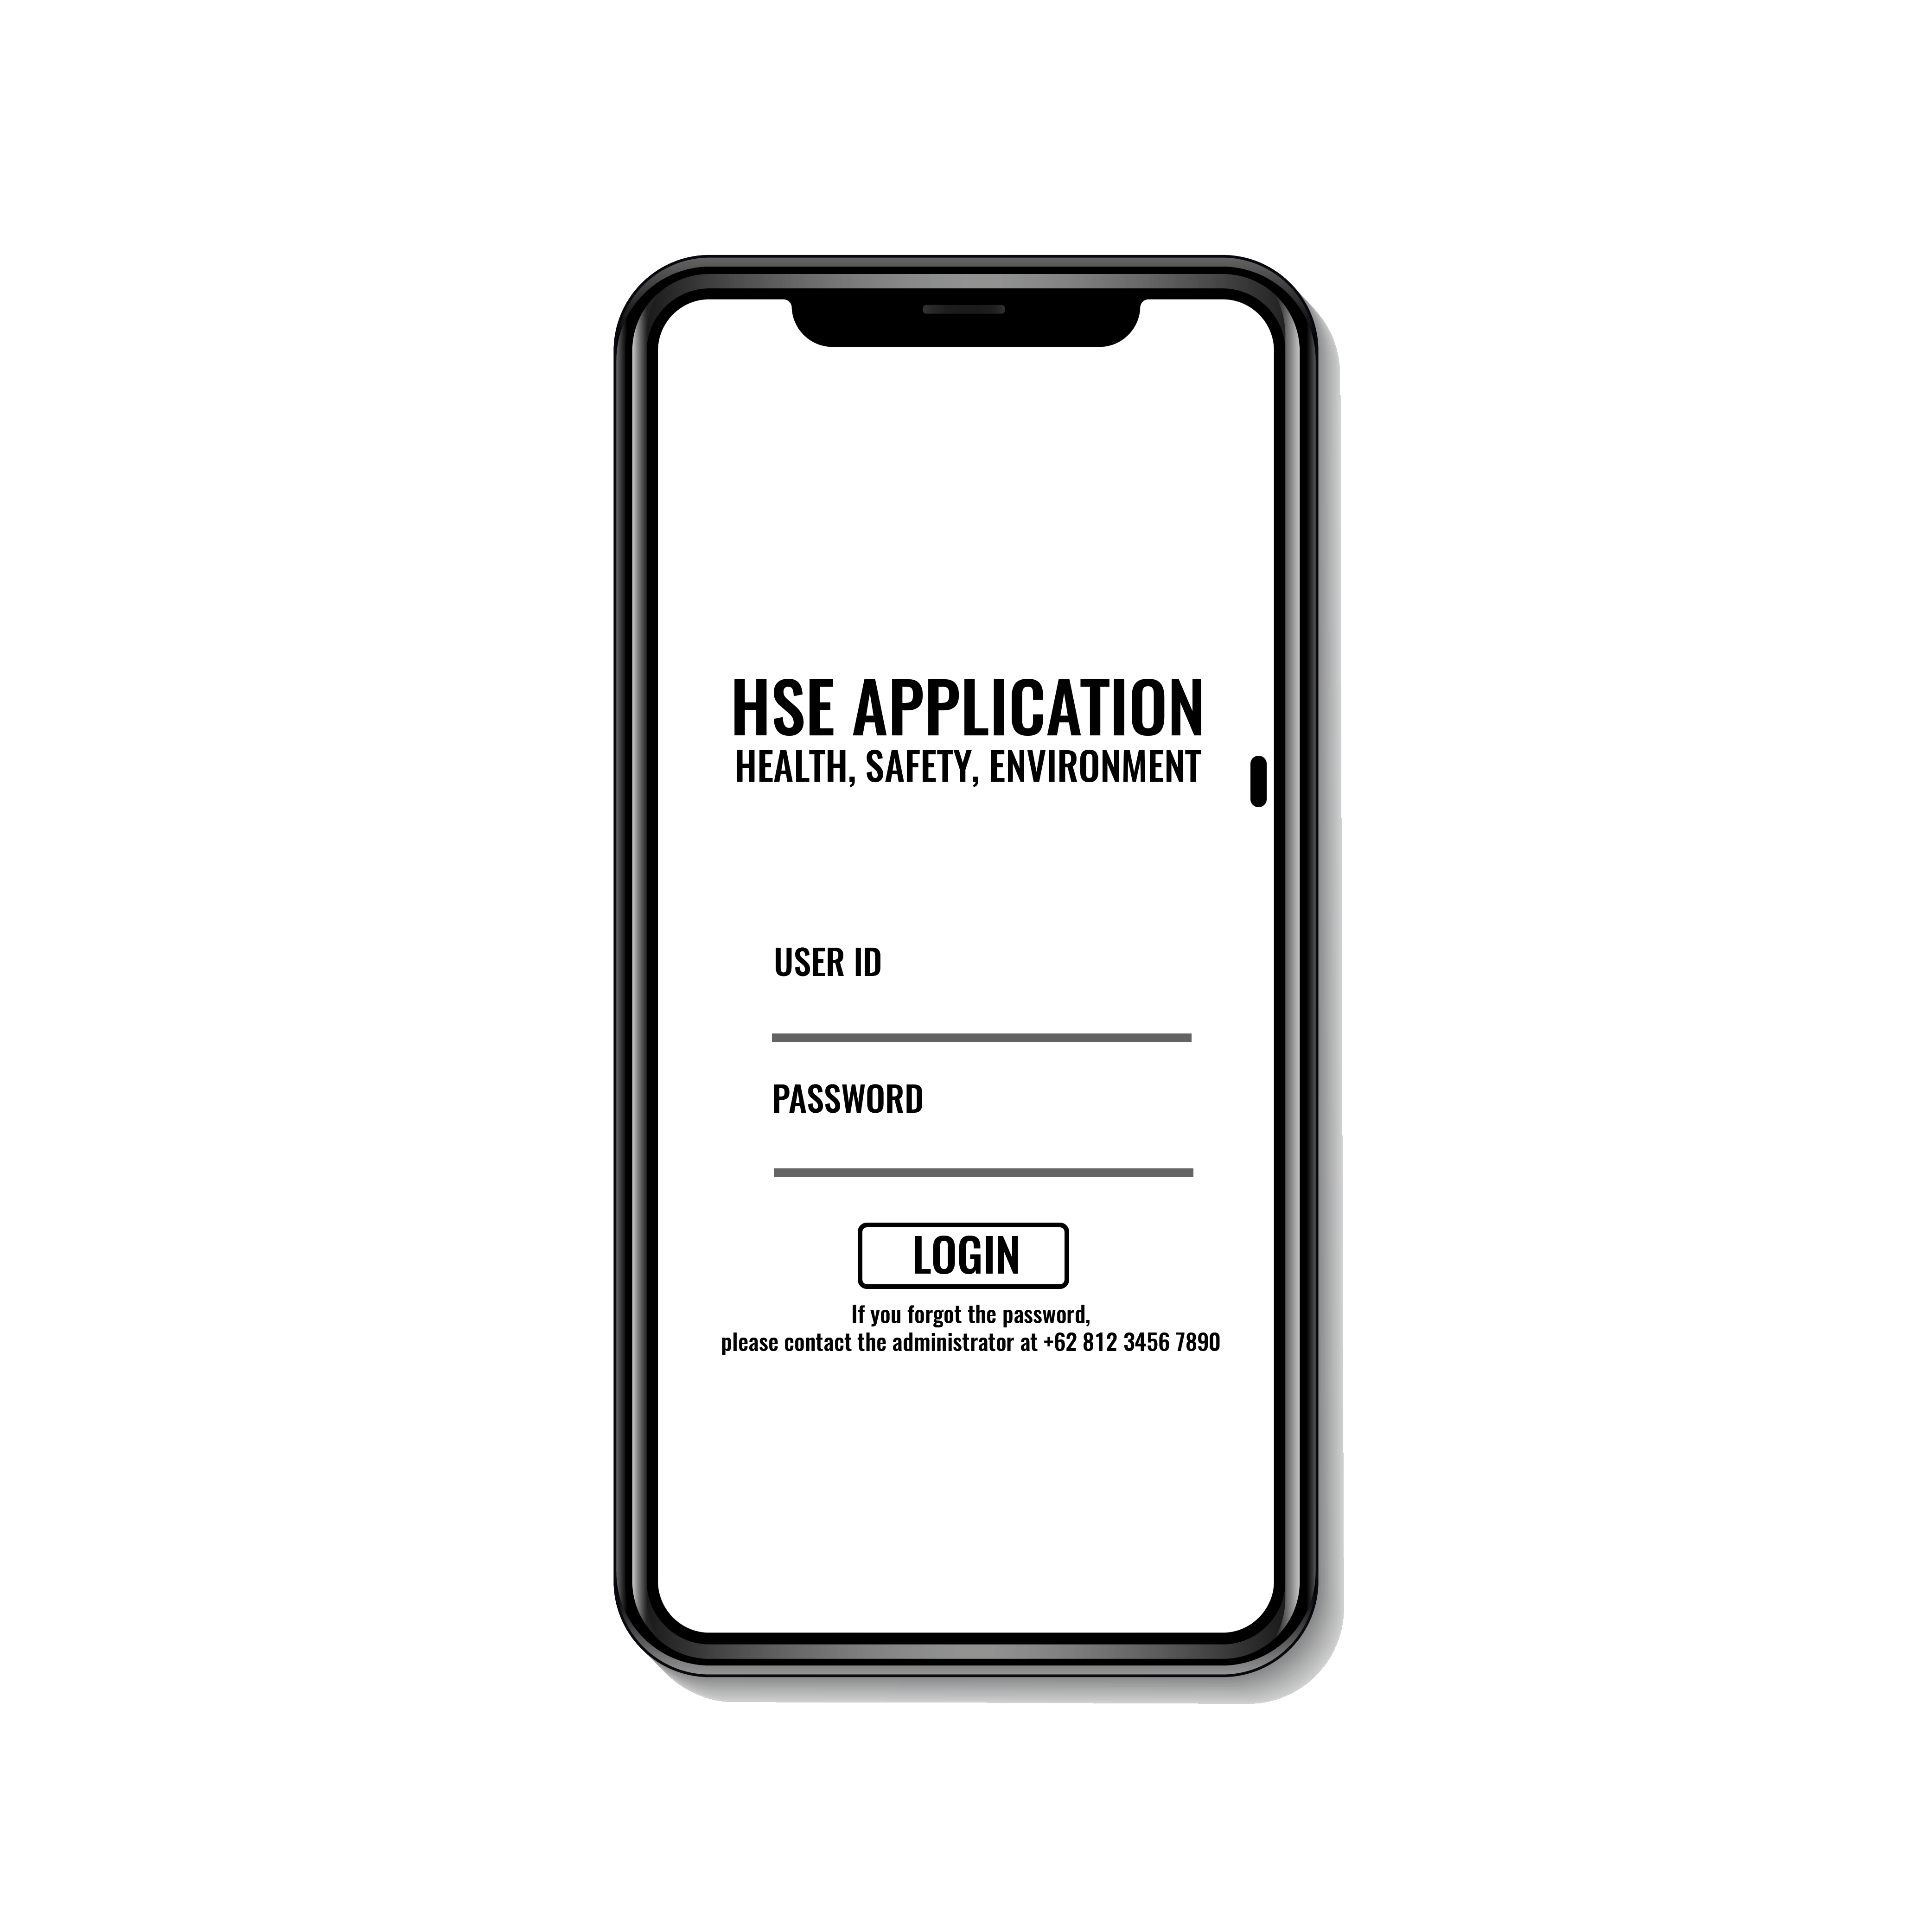 HSE APPLICATION
HEALTH, SAFETY, ENVIRONMENT
USER ID
PASSWORD
LOGIN
If you forgot the password,
please contact the administrator at +62 812 3456 7890